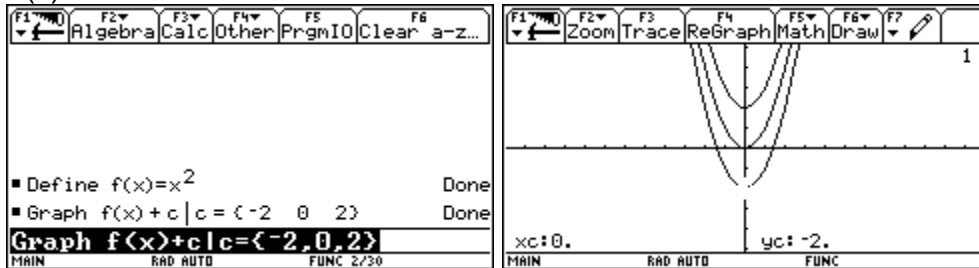 F1 F2 Algebra F3 Calc F4 Other F5 PrgmIO F6 Clear a-z…
▪Define f(x)=x² Done
▪Graph f(x)+c|c={⁻2 0 2} Done
Graph f(x)+c|c={⁻2,0,2}
MAIN RAD AUTO FUNC 2/30
F1 F2 Zoom F3 Trace F4 ReGraph F5 Math F6 Draw F7
1
xc:0. yc:⁻2.
MAIN RAD AUTO FUNC